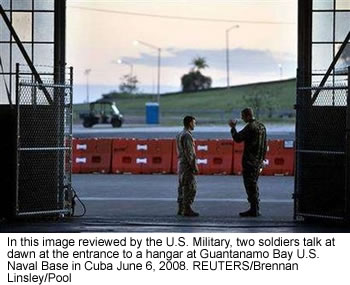 In this image reviewed by the U.S. Military, two soldiers talk at
dawn at the entrance to a hangar at Guantanamo Bay U.S.
Naval Base in Cuba June 6, 2008. REUTERS/Brennan
Linsley/Pool